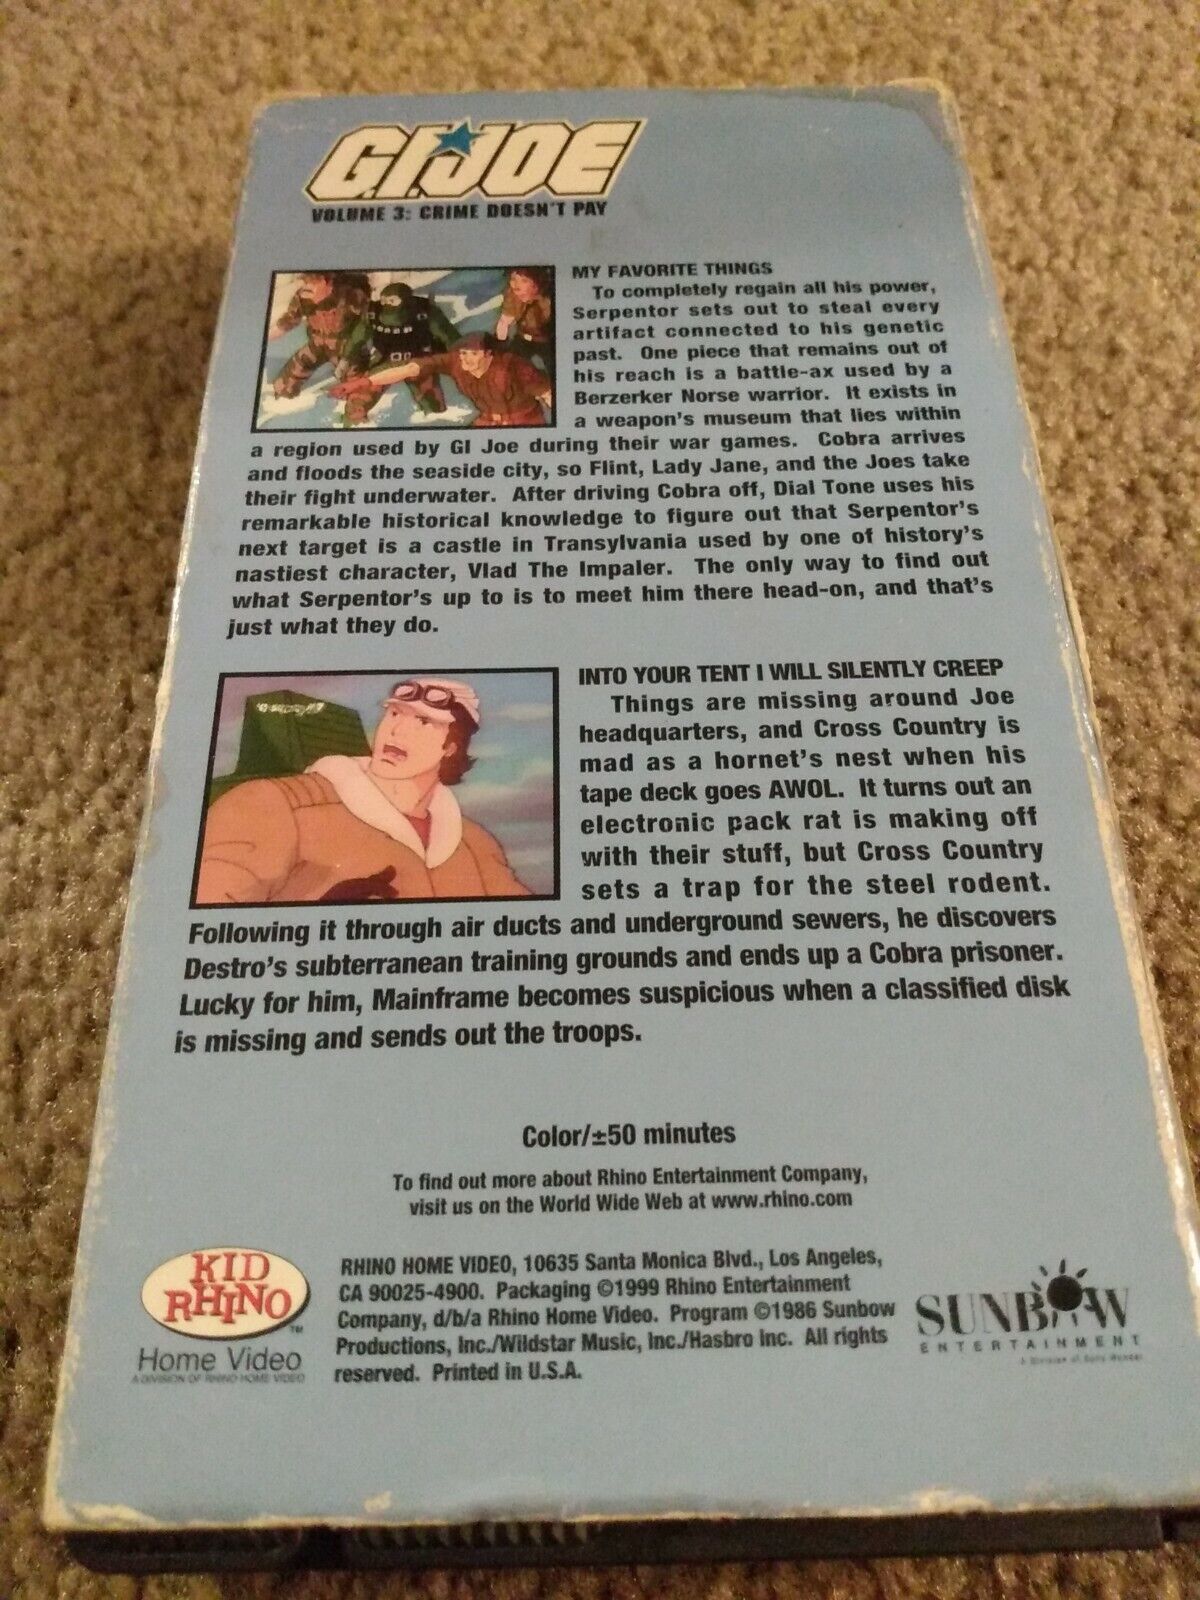 G.I. JOE
VOLUME 3: CRIME DOESN'T PAY
MY FAVORITE THINGS
To completely regain all his power,
Serpentor sets out to steal every
artifact connected to his genetic
past. One piece that remains out of
his reach is a battle-ax used by a
Berzerker Norse warrior. It exists in
a weapon's museum that lies within
a region used by GI Joe during their war games. Cobra arrives
and floods the seaside city, so Flint, Lady Jane, and the Joes take
their fight underwater. After driving Cobra off, Dial Tone uses his
remarkable historical knowledge to figure out that Serpentor's
next target is a castle in Transylvania used by one of history's
nastiest character, Vlad The Impaler. The only way to find out
what Serpentor's up to is to meet him there head-on, and that's
just what they do.
INTO YOUR TENT I WILL SILENTLY CREEP
Things are missing around Joe
headquarters, and Cross Country is
mad as a hornet's nest when his
tape deck goes AWOL. It turns out an
electronic pack rat is making off
with their stuff, but Cross Country
sets a trap for the steel rodent.
Following it through air ducts and underground sewers, he discovers
Destro's subterranean training grounds and ends up a Cobra prisoner.
Lucky for him, Mainframe becomes suspicious when a classified disk
is missing and sends out the troops.
Color/±50 minutes
To find out more about Rhino Entertainment Company,
visit us on the World Wide Web at www.rhino.com
KID
RHINO
TM
Home Video
A DIVISION OF RHINO HOME VIDEO
RHINO HOME VIDEO, 10635 Santa Monica Blvd., Los Angeles,
CA 90025-4900. Packaging ©1999 Rhino Entertainment
Company, d/b/a Rhino Home Video. Program ©1986 Sunbow
Productions, Inc./Wildstar Music, Inc./Hasbro Inc. All rights
reserved. Printed in U.S.A.
SUNBOW
ENTERTAINMENT
A Division of Sony Wonder